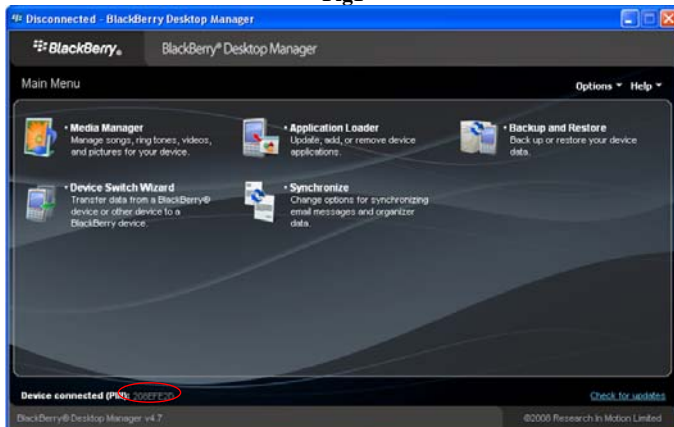 Disconnected - BlackBerry Desktop Manager
BlackBerry® BlackBerry® Desktop Manager
Main Menu
Options Help
Media Manager
Manage songs, ringtones, videos,
and pictures for your device.
Application Loader
Update, add, or remove device
applications.
Backup and Restore
Back up or restore your device
data.
Device Switch Wizard
Transfer data from a BlackBerry®
device or other device to a
BlackBerry device.
Synchronize
Change options for synchronizing
email messages and organizer
data.
Device connected (PIN):
Check for updates
BlackBerry® Desktop Manager v4.7
©2008 Research In Motion Limited